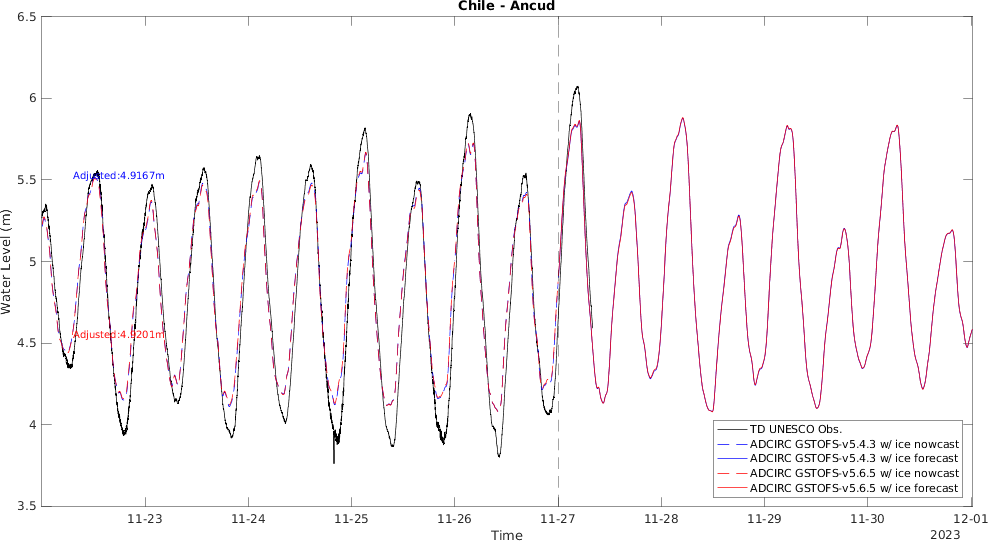 Chile - Ancud
6.5
6
5.5
5
4.5
4
3.5
Water Level (m)
Adjusted:4.9167m
Adjusted:4.9201m
TD UNESCO Obs.
ADCIRC GSTOFS-v5.4.3 w/ ice nowcast
ADCIRC GSTOFS-v5.4.3 w/ ice forecast
ADCIRC GSTOFS-v5.6.5 w/ ice nowcast
ADCIRC GSTOFS-v5.6.5 w/ ice forecast
11-23 11-24 11-25 11-26 11-27 11-28 11-29 11-30 12-01
Time 2023